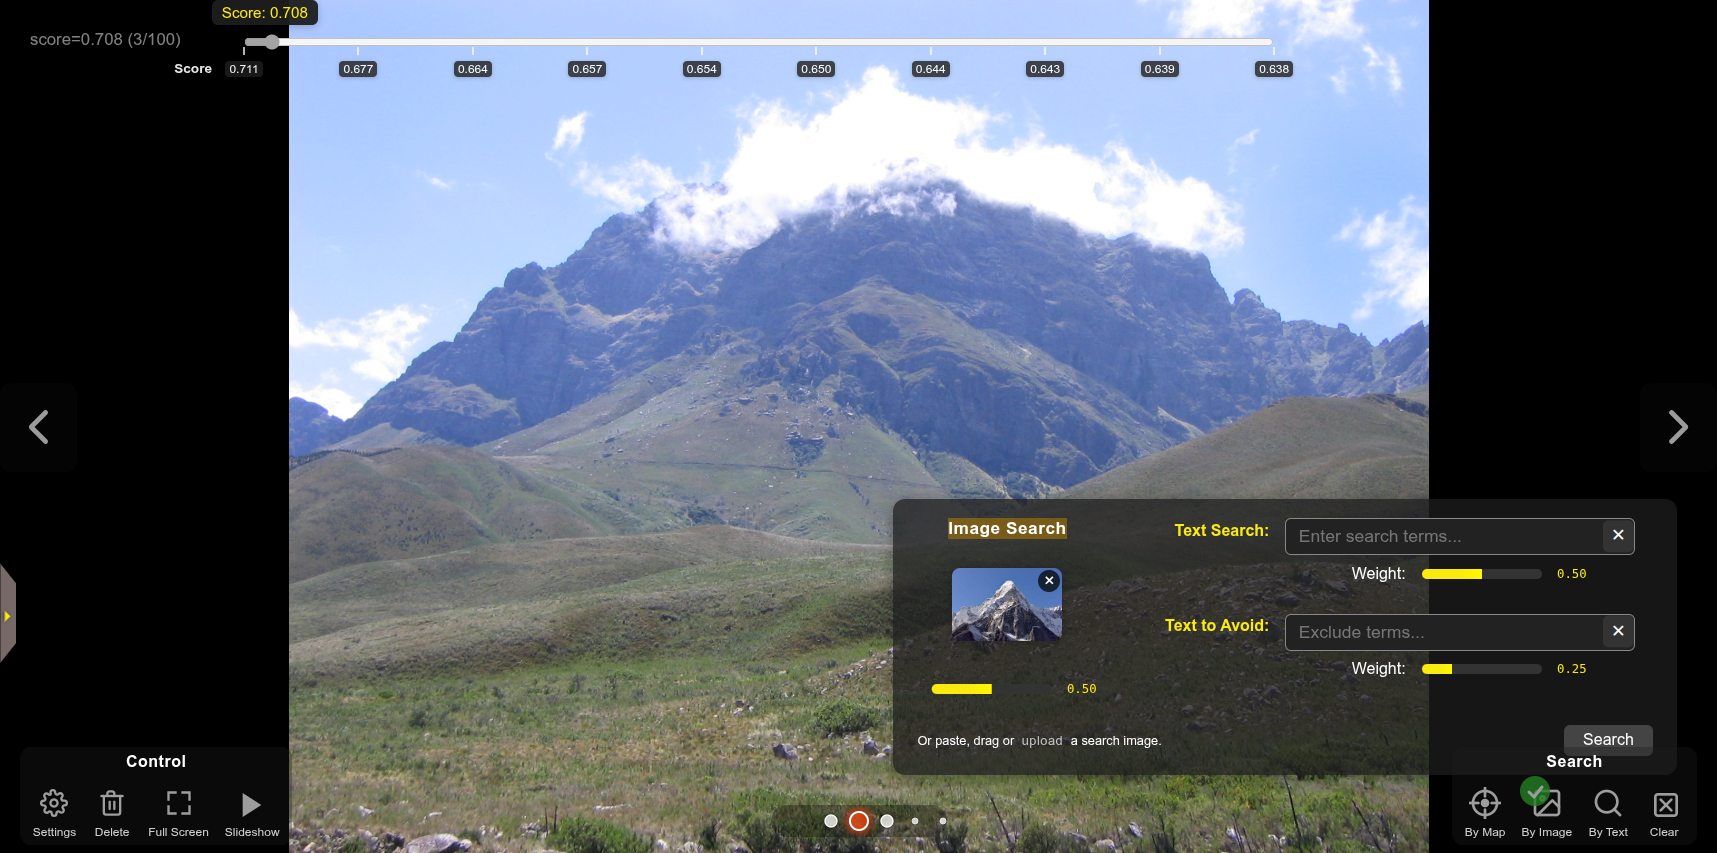 Score: 0.708
score=0.708 (3/100)
Score
0.711 0.677 0.664 0.657 0.654 0.650 0.644 0.643 0.639 0.638
Image Search
Text Search:
Enter search terms...
Weight:
0.50
Text to Avoid:
Exclude terms...
Weight:
0.25
0.50
Or paste, drag or upload a search image.
Search
Control
Settings Delete Full Screen Slideshow
Search
By Map By Image By Text Clear